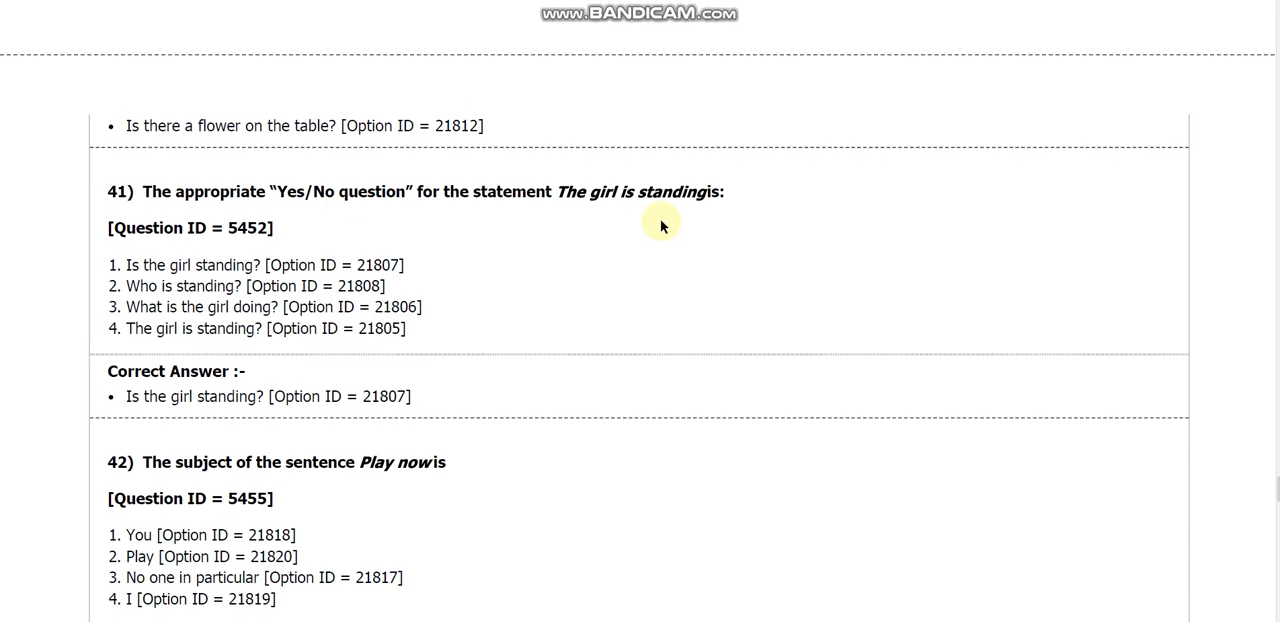 www.BANDICAM.com
• Is there a flower on the table? [Option ID = 21812]
41) The appropriate “Yes/No question” for the statement The girl is standingis:
[Question ID = 5452]
1. Is the girl standing? [Option ID = 21807]
2. Who is standing? [Option ID = 21808]
3. What is the girl doing? [Option ID = 21806]
4. The girl is standing? [Option ID = 21805]
Correct Answer :-
• Is the girl standing? [Option ID = 21807]
42) The subject of the sentence Play nowis
[Question ID = 5455]
1. You [Option ID = 21818]
2. Play [Option ID = 21820]
3. No one in particular [Option ID = 21817]
4. I [Option ID = 21819]